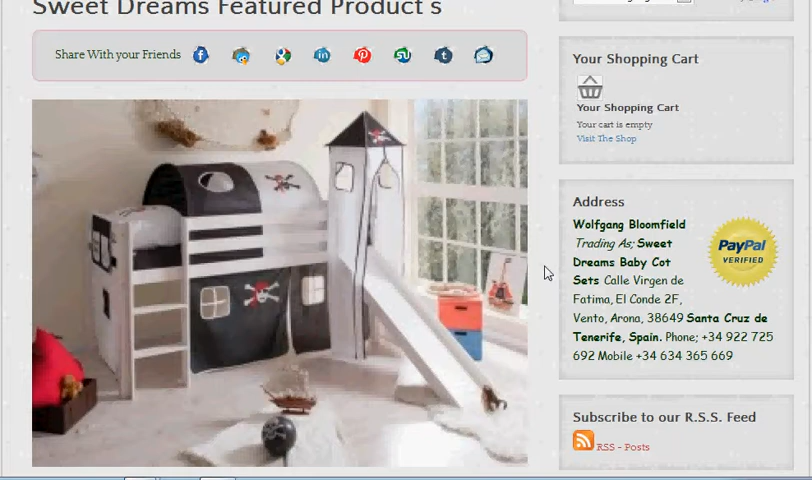 Sweet Dreams Featured Product s
Share With your Friends
Your Shopping Cart
Your Shopping Cart
Your cart is empty
Visit The Shop
Address
Wolfgang Bloomfield
Trading As; Sweet
Dreams Baby Cot
Sets Calle Virgen de
Fatima, El Conde 2F,
Vento, Arona, 38649 Santa Cruz de
Tenerife, Spain. Phone; +34 922 725
692 Mobile +34 634 365 669
PayPal
VERIFIED
Subscribe to our R.S.S. Feed
RSS - Posts